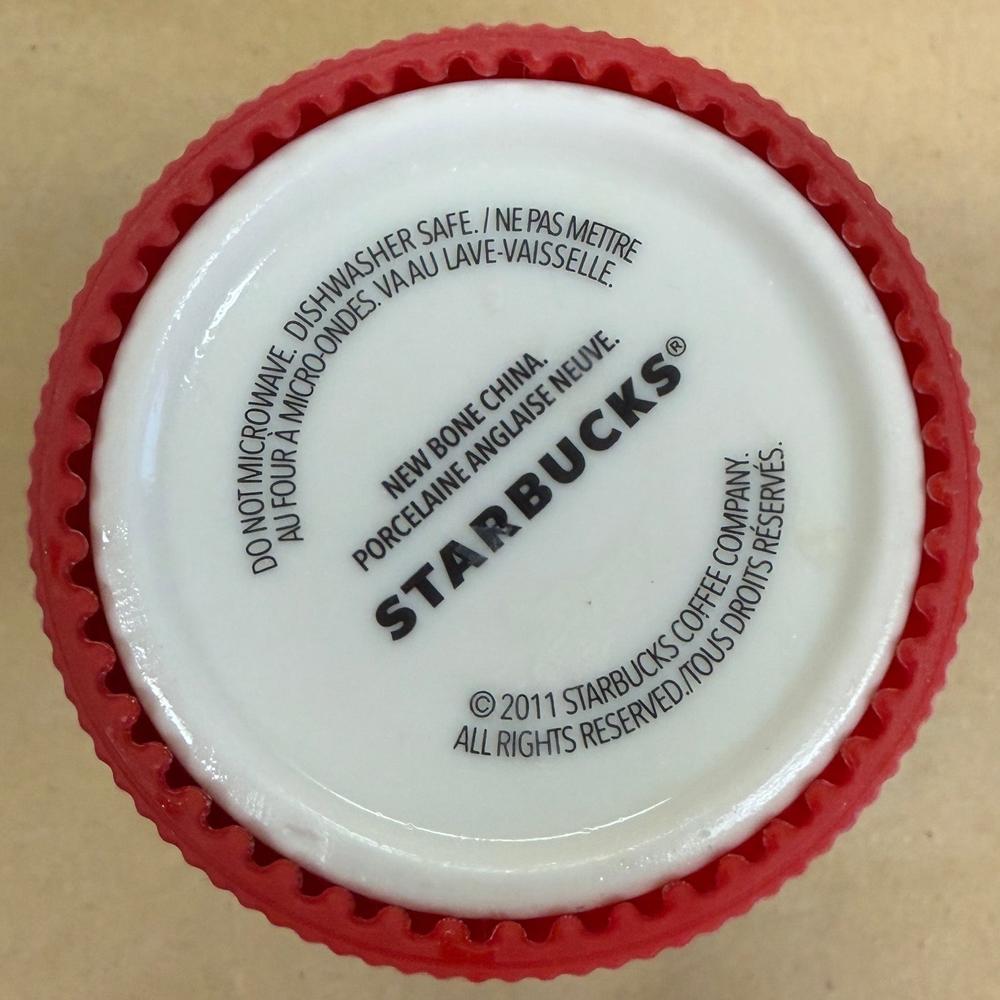 DO NOT MICROWAVE. DISHWASHER SAFE. / NE PAS METTRE
AU FOUR À MICRO-ONDES. VA AU LAVE-VAISSELLE.
NEW BONE CHINA.
PORCELAINE ANGLAISE NEUVE.
STARBUCKS®
© 2011 STARBUCKS COFFEE COMPANY.
ALL RIGHTS RESERVED./TOUS DROITS RÉSERVÉS.